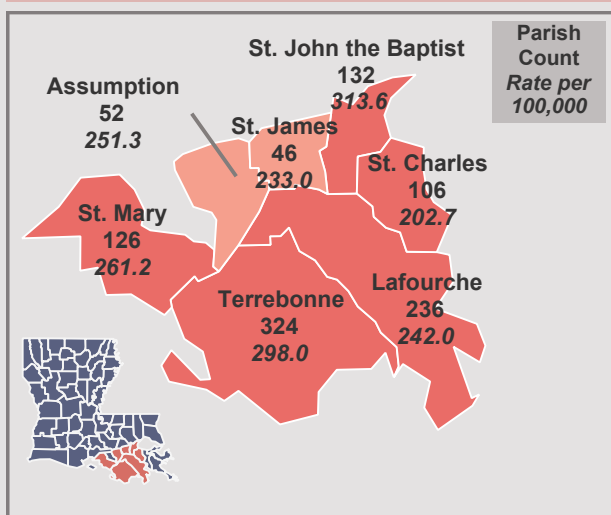 Parish
Count
Rate per
100,000
St. John the Baptist
132
313.6
Assumption
52
251.3
St. James
46
233.0
St. Charles
106
202.7
St. Mary
126
261.2
Lafourche
236
242.0
Terrebonne
324
298.0